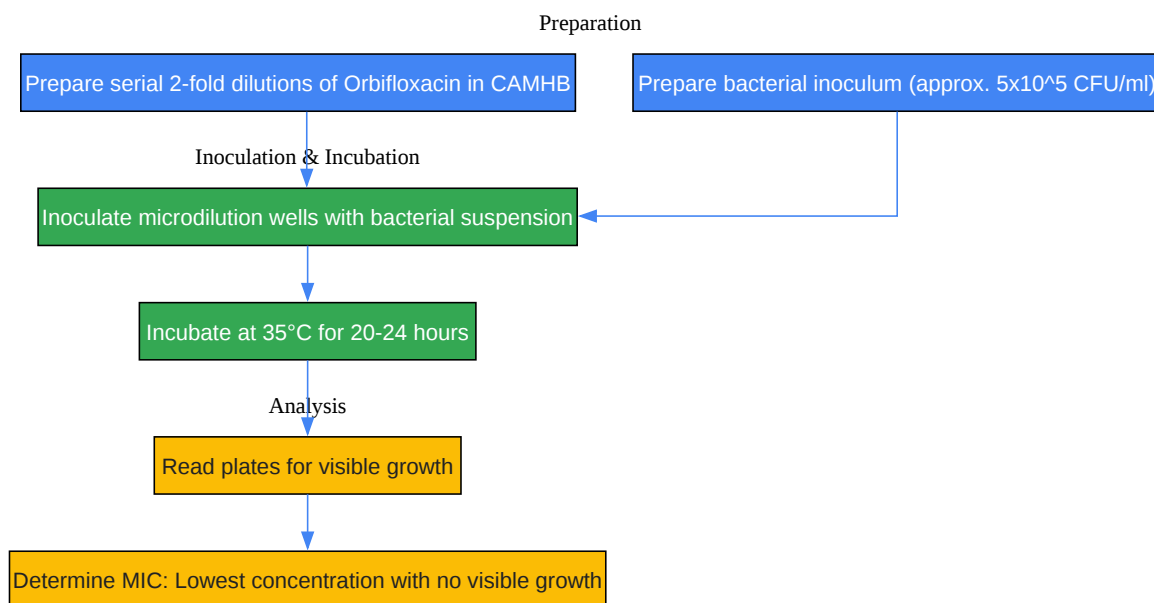 Preparation
Prepare serial 2-fold dilutions of Orbifloxacin in CAMHB
Prepare bacterial inoculum (approx. 5x10^5 CFU/ml)
Inoculation & Incubation
Inoculate microdilution wells with bacterial suspension
Incubate at 35°C for 20-24 hours
Analysis
Read plates for visible growth
Determine MIC: Lowest concentration with no visible growth